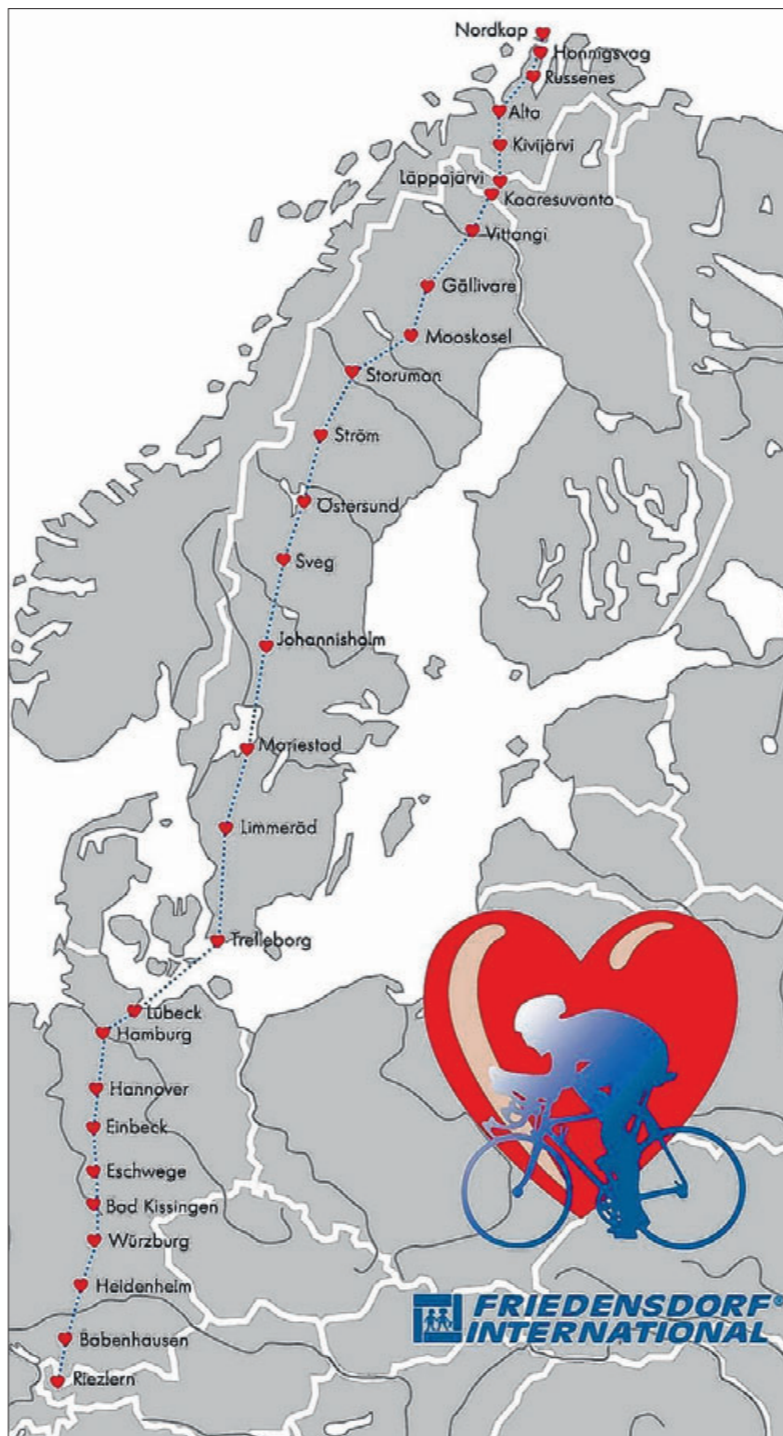 Nordkap
Honnigsvag
Russenes
Alta
Kivijärvi
Läppajärvi
Kaaresuvanto
Vittangi
Gällivare
Mooskosel
Storuman
Ström
Östersund
Sveg
Johannisholm
Mariestad
Limmeräd
Trelleborg
Lübeck
Hamburg
Hannover
Einbeck
Eschwege
Bad Kissingen
Würzburg
Heidenheim
Babenhausen
Riezlern
FRIEDENSDORF®
INTERNATIONAL